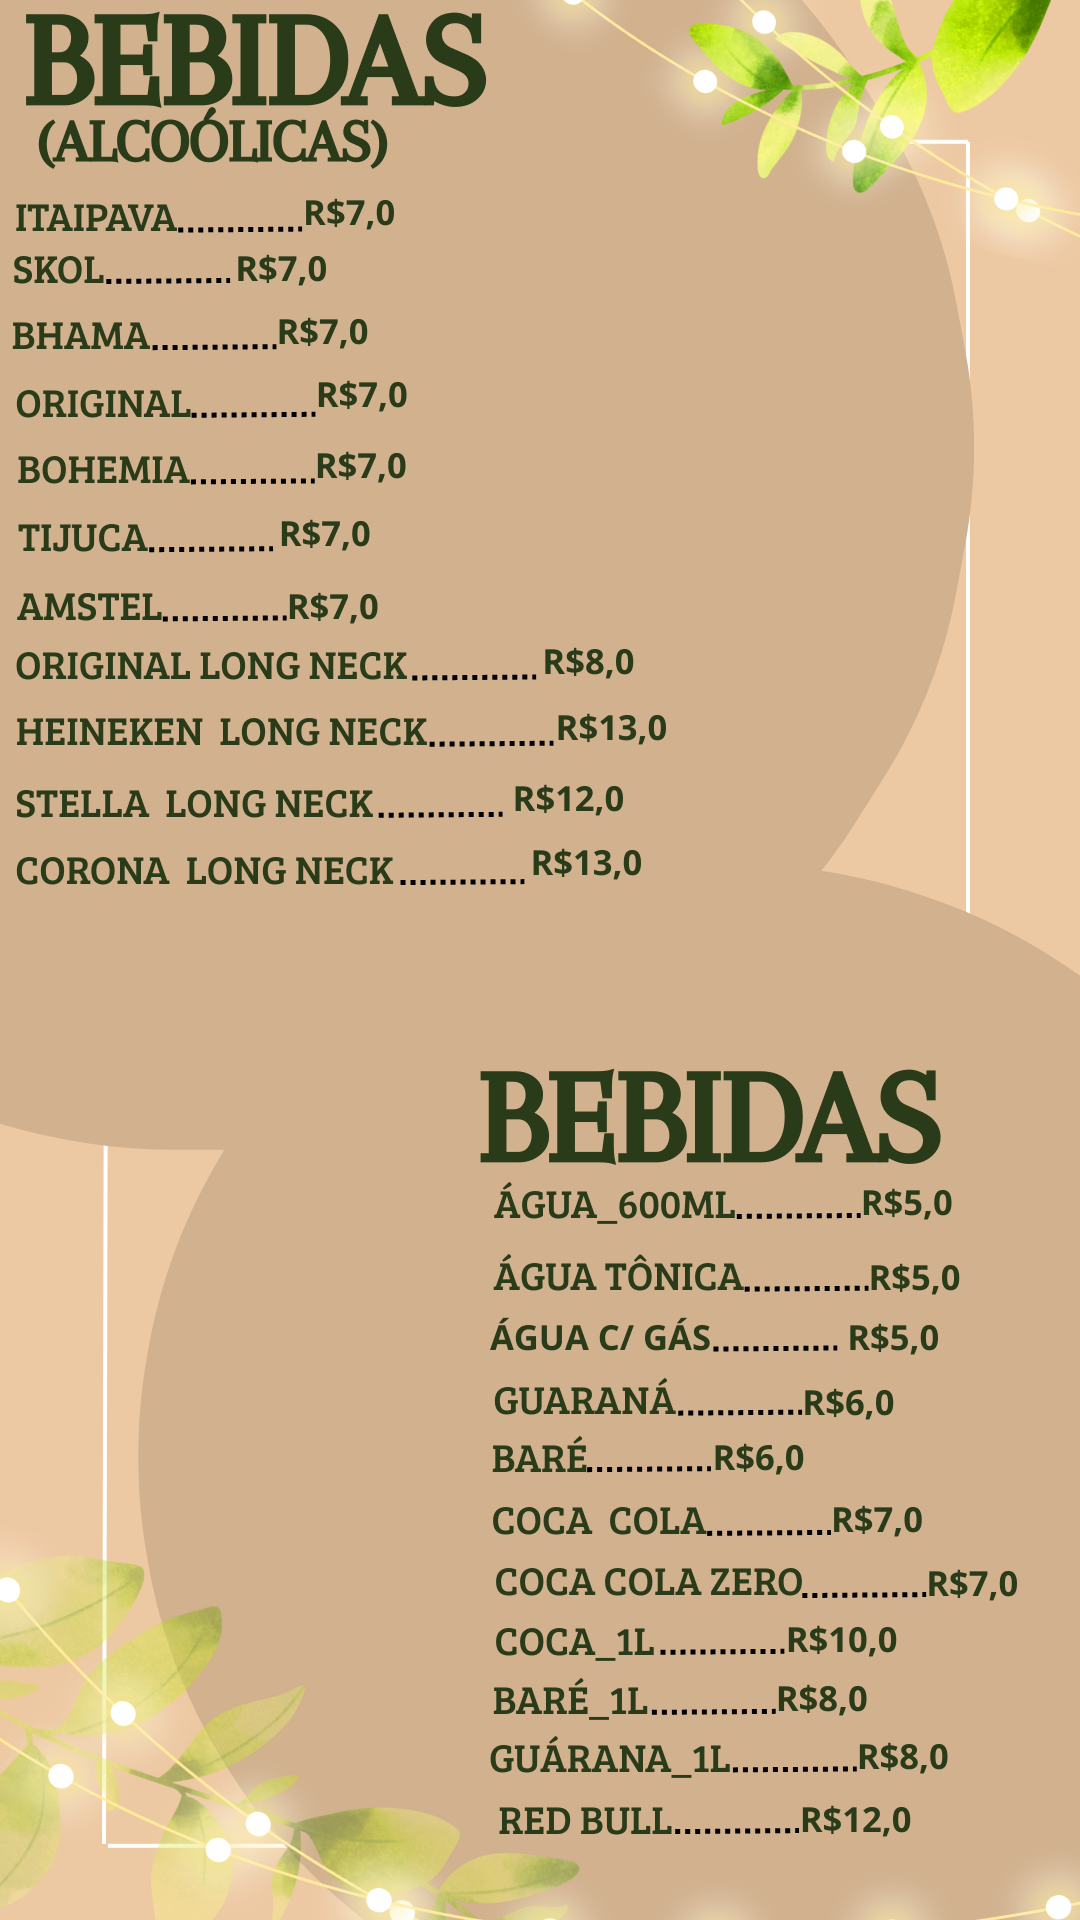 BEBIDAS
(ALCOÓLICAS)
ITAIPAVA.............R$7,0
SKOL............. R$7,0
BHAMA.............R$7,0
ORIGINAL.............R$7,0
BOHEMIA.............R$7,0
TIJUCA............. R$7,0
AMSTEL.............R$7,0
ORIGINAL LONG NECK............. R$8,0
HEINEKEN LONG NECK.............R$13,0
STELLA LONG NECK............. R$12,0
CORONA LONG NECK............. R$13,0
BEBIDAS
ÁGUA_600ML.............R$5,0
ÁGUA TÔNICA.............R$5,0
ÁGUA C/ GÁS............. R$5,0
GUARANÁ.............R$6,0
BARÉ.............R$6,0
COCA COLA.............R$7,0
COCA COLA ZERO.............R$7,0
COCA_1L.............R$10,0
BARÉ_1L.............R$8,0
GUÁRANA_1L.............R$8,0
RED BULL.............R$12,0